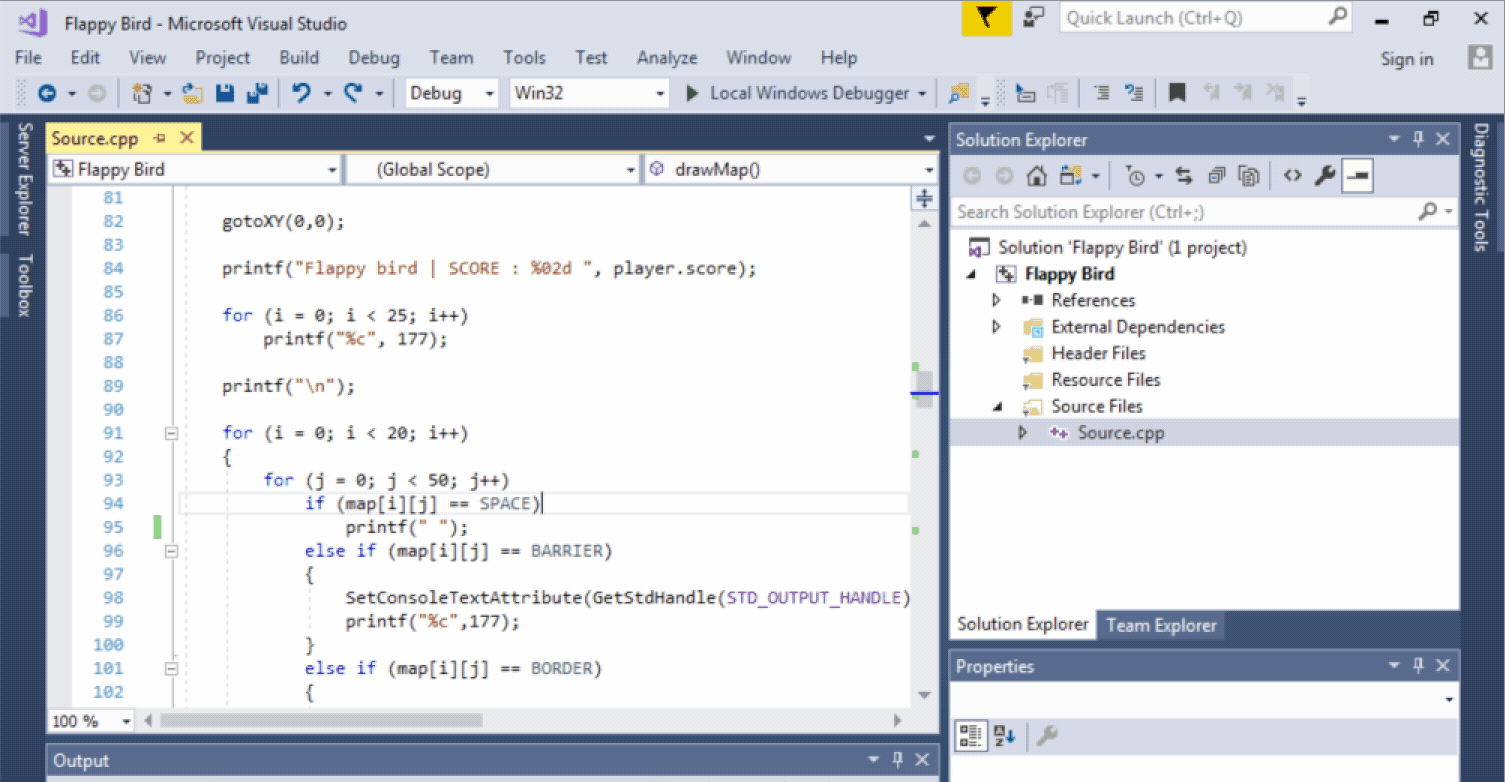 Flappy Bird - Microsoft Visual Studio
Quick Launch (Ctrl+Q)
File Edit View Project Build Debug Team Tools Test Analyze Window Help
Sign in
Debug Win32 Local Windows Debugger
Server Explorer
Toolbox
Source.cpp
Flappy Bird (Global Scope) drawMap()
81
82 gotoXY(0,0);
83
84 printf("Flappy bird | SCORE : %02d ", player.score);
85
86 for (i = 0; i < 25; i++)
87 printf("%c", 177);
88
89 printf("\n");
90
91 for (i = 0; i < 20; i++)
92 {
93 for (j = 0; j < 50; j++)
94 if (map[i][j] == SPACE)
95 printf(" ");
96 else if (map[i][j] == BARRIER)
97 {
98 SetConsoleTextAttribute(GetStdHandle(STD_OUTPUT_HANDLE)
99 printf("%c",177);
100 }
101 else if (map[i][j] == BORDER)
102 {
100 %
Output
Solution Explorer
Search Solution Explorer (Ctrl+;)
Solution 'Flappy Bird' (1 project)
Flappy Bird
References
External Dependencies
Header Files
Resource Files
Source Files
Source.cpp
Solution Explorer Team Explorer
Properties
Diagnostic Tools